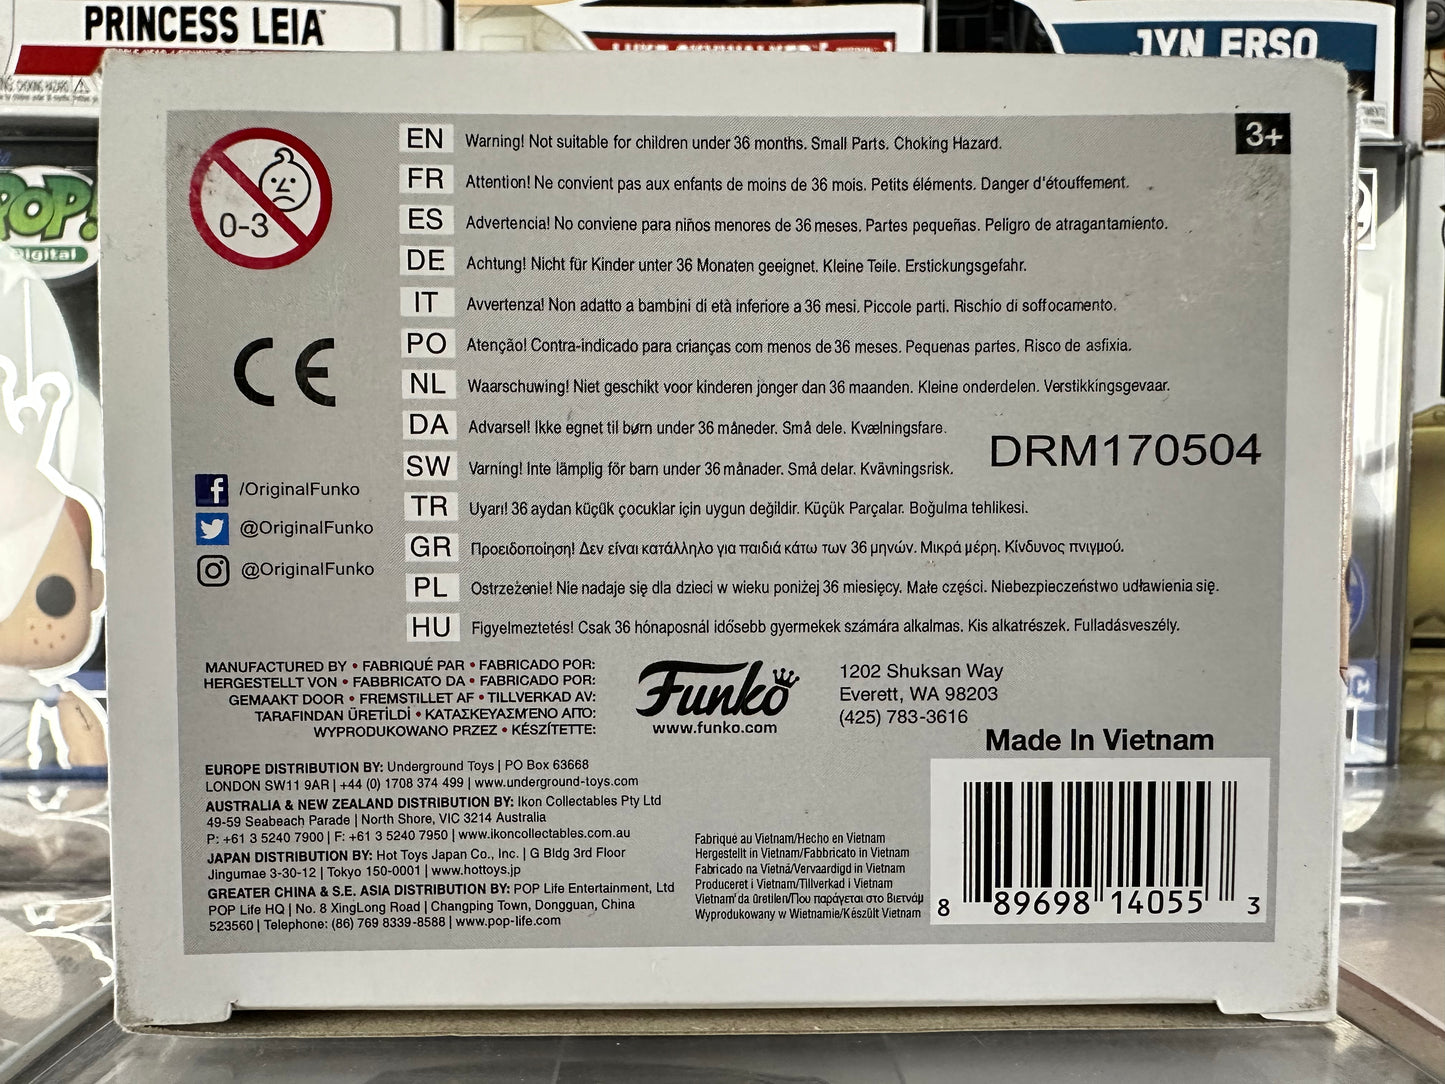 PRINCESS LEIA
JYN ERSO
POP!
Digital
0-3
3+
EN Warning! Not suitable for children under 36 months. Small Parts. Choking Hazard.
FR Attention! Ne convient pas aux enfants de moins de 36 mois. Petits éléments. Danger d'étouffement.
ES Advertencia! No conviene para niños menores de 36 meses. Partes pequeñas. Peligro de atragantamiento.
DE Achtung! Nicht für Kinder unter 36 Monaten geeignet. Kleine Teile. Erstickungsgefahr.
IT Avvertenza! Non adatto a bambini di età inferiore a 36 mesi. Piccole parti. Rischio di soffocamento.
PO Atenção! Contra-indicado para crianças com menos de 36 meses. Pequenas partes. Risco de asfixia.
NL Waarschuwing! Niet geschikt voor kinderen jonger dan 36 maanden. Kleine onderdelen. Verstikkingsgevaar.
DA Advarsel! Ikke egnet til børn under 36 måneder. Små dele. Kvælningsfare.
SW Varning! Inte lämplig för barn under 36 månader. Små delar. Kvävningsrisk.
TR Uyarı! 36 aydan küçük çocuklar için uygun değildir. Küçük Parçalar. Boğulma tehlikesi.
GR Προειδοποίηση! Δεν είναι κατάλληλο για παιδιά κάτω των 36 μηνών. Μικρά μέρη. Κίνδυνος πνιγμού.
PL Ostrzeżenie! Nie nadaje się dla dzieci w wieku poniżej 36 miesięcy. Małe części. Niebezpieczeństwo udławienia się.
HU Figyelmeztetés! Csak 36 hónaposnál idősebb gyermekek számára alkalmas. Kis alkatrészek. Fulladásveszély.
CE
DRM170504
/OriginalFunko
@OriginalFunko
@OriginalFunko
MANUFACTURED BY • FABRIQUÉ PAR • FABRICADO POR:
HERGESTELLT VON • FABBRICATO DA • FABRICADO POR:
GEMAAKT DOOR • FREMSTILLET AF • TILLVERKAD AV:
TARAFINDAN ÜRETİLDİ • ΚΑΤΑΣΚΕΥΑΣΜΈΝΟ ΑΠΌ:
WYPRODUKOWANO PRZEZ • KÉSZÍTETTE:
Funko
www.funko.com
1202 Shuksan Way
Everett, WA 98203
(425) 783-3616
Made In Vietnam
EUROPE DISTRIBUTION BY: Underground Toys | PO Box 63668
LONDON SW11 9AR | +44 (0) 1708 374 499 | www.underground-toys.com
AUSTRALIA & NEW ZEALAND DISTRIBUTION BY: Ikon Collectables Pty Ltd
49-59 Seabeach Parade | North Shore, VIC 3214 Australia
P: +61 3 5240 7900 | F: +61 3 5240 7950 | www.ikoncollectables.com.au
JAPAN DISTRIBUTION BY: Hot Toys Japan Co., Inc. | G Bldg 3rd Floor
Jingumae 3-30-12 | Tokyo 150-0001 | www.hottoys.jp
GREATER CHINA & S.E. ASIA DISTRIBUTION BY: POP Life Entertainment, Ltd
POP Life HQ | No. 8 XingLong Road | Changping Town, Dongguan, China
523560 | Telephone: (86) 769 8339-8588 | www.pop-life.com
Fabriqué au Vietnam/Hecho en Vietnam
Hergestellt in Vietnam/Fabbricato in Vietnam
Fabricado na Vietnã/Vervaardigd in Vietnam
Produceret i Vietnam/Tillverkad i Vietnam
Vietnam'da üretilen/Που παράγεται στο Βιετνάμ
Wyprodukowany w Wietnamie/Készült Vietnam
8 89698 14055 3